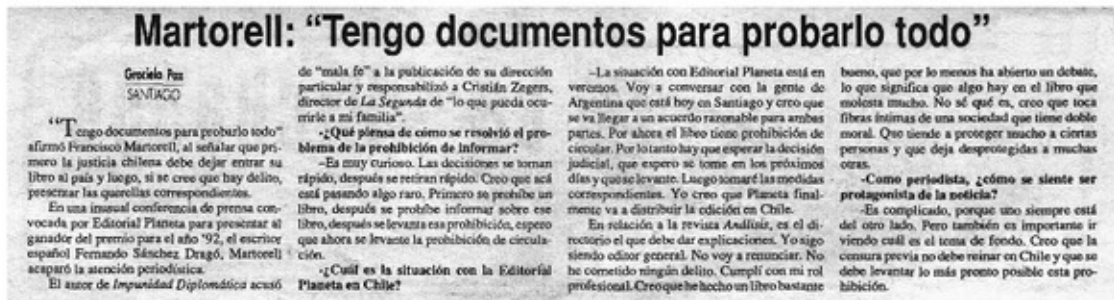 Martorell: “Tengo documentos para probarlo todo”
Graciela Paz
SANTIAGO
“Tengo documentos para probarlo todo”
afirmó Francisco Martorell, al señalar que pri-
mero la justicia chilena debe dejar entrar su
libro al país y luego, si se cree que hay delito,
presentar las querellas correspondientes.
En una inusual conferencia de prensa con-
vocada por Editorial Planeta para presentar al
ganador del premio para el año '92, el escritor
español Fernando Sánchez Dragó, Martorell
acaparó la atención periodística.
El autor de Impunidad Diplomática acusó
de “mala fe” a la publicación de su dirección
particular y responsabilizó a Cristián Zegers,
director de La Segunda de “lo que pueda ocu-
rrirle a mi familia”.
-¿Qué piensa de cómo se resolvió el pro-
blema de la prohibición de informar?
–Es muy curioso. Las decisiones se toman
rápido, después se retiran rápido. Creo que acá
está pasando algo raro. Primero se prohíbe un
libro, después se prohíbe informar sobre ese
libro, después se levanta esa prohibición, espero
que ahora se levante la prohibición de circula-
ción.
-¿Cuál es la situación con la Editorial
Planeta en Chile?
–La situación con Editorial Planeta está en
veremos. Voy a conversar con la gente de
Argentina que está hoy en Santiago y creo que
se va llegar a un acuerdo razonable para ambas
partes. Por ahora el libro tiene prohibición de
circular. Por lo tanto hay que esperar la decisión
judicial, que espero se tome en los próximos
días y que se levante. Luego tomaré las medidas
correspondientes. Yo creo que Planeta final-
mente va a distribuir la edición en Chile.
En relación a la revista Análisis, es el di-
rectorio el que debe dar explicaciones. Yo sigo
siendo editor general. No voy a renunciar. No
he cometido ningún delito. Cumplí con mi rol
profesional. Creo que he hecho un libro bastante
bueno, que por lo menos ha abierto un debate,
lo que significa que algo hay en el libro que
molesta mucho. No sé qué es, creo que toca
fibras íntimas de una sociedad que tiene doble
moral. Que tiende a proteger mucho a ciertas
personas y que deja desprotegidas a muchas
otras.
-Como periodista, ¿cómo se siente ser
protagonista de la noticia?
–Es complicado, porque uno siempre está
del otro lado. Pero también es importante ir
viendo cuál es el tema de fondo. Creo que la
censura previa no debe reinar en Chile y que se
debe levantar lo más pronto posible esta pro-
hibición.